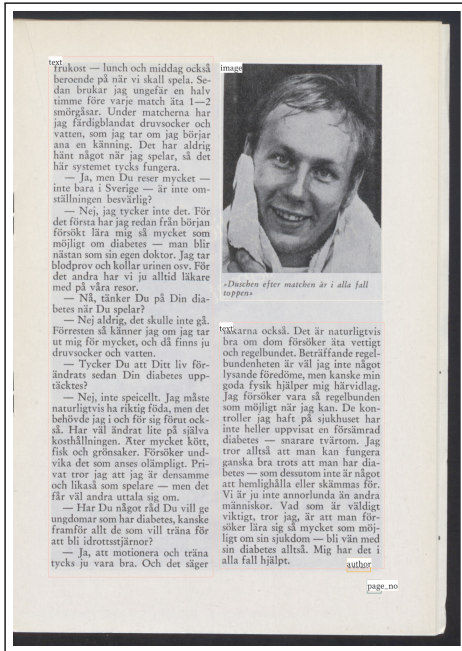 text
frukost — lunch och middag också
beroende på när vi skall spela. Se-
dan brukar jag ungefär en halv
timme före varje match äta 1—2
smörgåsar. Under matcherna har
jag färdigblandat druvsocker och
vatten, som jag tar om jag börjar
ana en känning. Det har aldrig
hänt något när jag spelar, så det
här systemet tycks fungera.
— Ja, men Du reser mycket —
inte bara i Sverige — är inte om-
ställningen besvärlig?
— Nej, jag tycker inte det. För
det första har jag redan från början
försökt lära mig så mycket som
möjligt om diabetes — man blir
nästan som sin egen doktor. Jag tar
blodprov och kollar urinen osv. För
det andra har vi ju alltid läkare
med på våra resor.
— Nå, tänker Du på Din dia-
betes när Du spelar?
— Nej aldrig, det skulle inte gå.
Förresten så känner jag om jag tar
ut mig för mycket, och då finns ju
druvsocker och vatten.
— Tycker Du att Ditt liv för-
ändrats sedan Din diabetes upp-
täcktes?
— Nej, inte speicellt. Jag måste
naturligtvis ha riktig föda, men det
behövde jag i och för sig förut ock-
så. Har väl ändrat lite på själva
kosthållningen. Äter mycket kött,
fisk och grönsaker. Försöker und-
vika det som anses olämpligt. Pri-
vat tror jag att jag är densamme
och likaså som spelare — men det
får väl andra uttala sig om.
— Har Du något råd Du vill ge
ungdomar som har diabetes, kanske
framför allt de som vill träna för
att bli idrottsstjärnor?
— Ja, att motionera och träna
tycks ju vara bra. Och det säger
image
»Duschen efter matchen är i alla fall
toppen»
text
läkarna också. Det är naturligtvis
bra om dom försöker äta vettigt
och regelbundet. Beträffande regel-
bundenheten är väl jag inte något
lysande föredöme, men kanske min
goda fysik hjälper mig härvidlag.
Jag försöker vara så regelbunden
som möjligt när jag kan. De kon-
troller jag haft på sjukhuset har
inte heller uppvisat en försämrad
diabetes — snarare tvärtom. Jag
tror alltså att man kan fungera
ganska bra trots att man har dia-
betes — som dessutom inte är något
att hemlighålla eller skämmas för.
Vi är ju inte annorlunda än andra
människor. Vad som är väldigt
viktigt, tror jag, är att man för-
söker lära sig så mycket som möj-
ligt om sin sjukdom — bli vän med
sin diabetes alltså. Mig har det i
alla fall hjälpt.
author
page_no